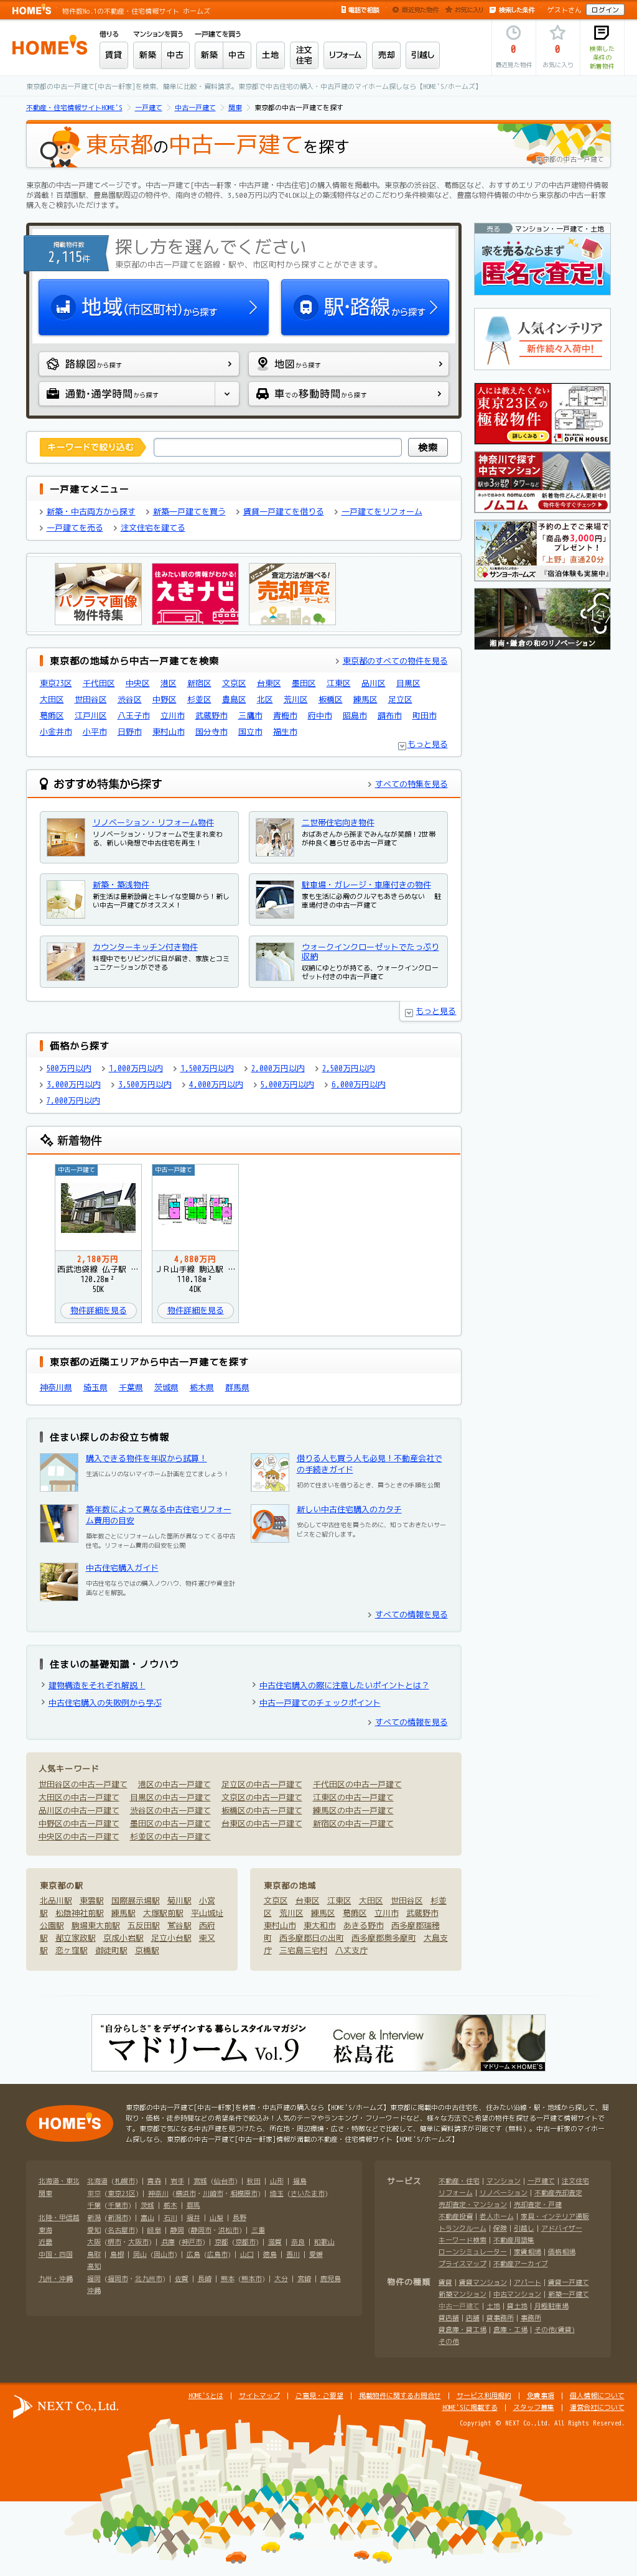 HOME'S 物件数No.1の不動産・住宅情報サイト ホームズ
電話で相談 最近見た物件 お気に入り 検索した条件 ゲストさん ログイン
HOME'S
借りる マンションを買う 一戸建てを買う
賃貸 新築 中古 新築 中古 土地 注文住宅 リフォーム 売却 引越し
0 最近見た物件
0 お気に入り
検索した条件の新着物件
東京都の中古一戸建て[中古一軒家]を検索、簡単に比較・資料請求。東京都で中古住宅の購入・中古戸建のマイホーム探しなら【HOME'S/ホームズ】
不動産・住宅情報サイトHOME'S 一戸建て 中古一戸建て 関東 東京都の中古一戸建てを探す
東京都の中古一戸建てを探す
東京都の中古一戸建て
東京都の中古一戸建てページです。中古一戸建て[中古一軒家・中古戸建・中古住宅]の購入情報を掲載中。東京都の渋谷区、葛飾区など、おすすめエリアの中古戸建物件情報が満載！百草園駅、豊島園駅周辺の物件や、南向きの物件、3,500万円以内で4LDK以上の築浅物件などのこだわり条件検索など、豊富な物件情報の中から東京都の中古一軒家購入をご検討いただけます。
掲載物件数
2,115件
探し方を選んでください
東京都の中古一戸建てを路線・駅や、市区町村から探すことができます。
地域(市区町村)から探す
駅・路線から探す
路線図から探す
地図から探す
通勤・通学時間から探す
車での移動時間から探す
キーワードで絞り込む 検索
一戸建てメニュー
新築・中古両方から探す 新築一戸建てを買う 賃貸一戸建てを借りる 一戸建てをリフォーム
一戸建てを売る 注文住宅を建てる
パノラマ画像物件特集
住みたい駅の情報がわかる！ えきナビ
査定方法が選べる！ 売却査定サービス
東京都の地域から中古一戸建てを検索 東京都のすべての物件を見る
東京23区 千代田区 中央区 港区 新宿区 文京区 台東区 墨田区 江東区 品川区 目黒区
大田区 世田谷区 渋谷区 中野区 杉並区 豊島区 北区 荒川区 板橋区 練馬区 足立区
葛飾区 江戸川区 八王子市 立川市 武蔵野市 三鷹市 青梅市 府中市 昭島市 調布市 町田市
小金井市 小平市 日野市 東村山市 国分寺市 国立市 福生市
もっと見る
おすすめ特集から探す すべての特集を見る
リノベーション・リフォーム物件
リノベーション・リフォームで生まれ変わる、新しい発想で中古住宅を再生！
二世帯住宅向き物件
おばあさんから孫までみんなが笑顔！2世帯が仲良く暮らせる中古一戸建て
新築・築浅物件
新生活は最新設備とキレイな空間から！新しい中古一戸建てがオススメ！
駐車場・ガレージ・車庫付きの物件
家も生活に必需のクルマもあきらめない 駐車場付きの中古一戸建て
カウンターキッチン付き物件
料理中でもリビングに目が届き、家族とコミュニケーションができる
ウォークインクローゼットでたっぷり収納
収納にゆとりが持てる、ウォークインクローゼット付きの中古一戸建て
もっと見る
価格から探す
500万円以内 1,000万円以内 1,500万円以内 2,000万円以内 2,500万円以内
3,000万円以内 3,500万円以内 4,000万円以内 5,000万円以内 6,000万円以内
7,000万円以内
新着物件
中古一戸建て
2,180万円
西武池袋線 仏子駅 …
120.28m²
5DK
物件詳細を見る
中古一戸建て
4,880万円
ＪＲ山手線 駒込駅 …
110.18m²
4DK
物件詳細を見る
東京都の近隣エリアから中古一戸建てを探す
神奈川県 埼玉県 千葉県 茨城県 栃木県 群馬県
住まい探しのお役立ち情報
購入できる物件を年収から試算！
生活にムリのないマイホーム計画を立てましょう！
借りる人も買う人も必見！不動産会社での手続きガイド
初めて住まいを借りるとき、買うときの手順を公開
築年数によって異なる中古住宅リフォーム費用の目安
築年数ごとにリフォームした箇所が異なってくる中古住宅。リフォーム費用の目安を公開
新しい中古住宅購入のカタチ
安心して中古住宅を買うために、知っておきたいサービスをご紹介します。
中古住宅購入ガイド
中古住宅ならではの購入ノウハウ、物件選びや資金計画などを解説。
すべての情報を見る
住まいの基礎知識・ノウハウ
建物構造をそれぞれ解説！ 中古住宅購入の際に注意したいポイントとは？
中古住宅購入の失敗例から学ぶ 中古一戸建てのチェックポイント
すべての情報を見る
人気キーワード
世田谷区の中古一戸建て 港区の中古一戸建て 足立区の中古一戸建て 千代田区の中古一戸建て
大田区の中古一戸建て 目黒区の中古一戸建て 文京区の中古一戸建て 江東区の中古一戸建て
品川区の中古一戸建て 渋谷区の中古一戸建て 板橋区の中古一戸建て 練馬区の中古一戸建て
中野区の中古一戸建て 墨田区の中古一戸建て 台東区の中古一戸建て 新宿区の中古一戸建て
中央区の中古一戸建て 杉並区の中古一戸建て
東京都の駅
北品川駅 東雲駅 国際展示場駅 菊川駅 小宮駅 松陰神社前駅 練馬駅 大塚駅前駅 平山城址公園駅 駒場東大前駅 五反田駅 鷲谷駅 西府駅 都立家政駅 京成小岩駅 足立小台駅 柴又駅 恋ヶ窪駅 御徒町駅 京橋駅
東京都の地域
文京区 台東区 江東区 大田区 世田谷区 杉並区 荒川区 練馬区 葛飾区 立川市 武蔵野市 東村山市 東大和市 あきる野市 西多摩郡瑞穂町 西多摩郡日の出町 西多摩郡奥多摩町 大島支庁 三宅島三宅村 八丈支庁
売る マンション・一戸建て・土地
家を売るならまず匿名で査定！
人気インテリア
新作続々入荷中！
人には教えたくない東京23区の極秘物件
詳しくみる OPEN HOUSE
神奈川で探す中古マンション
駅歩3分 タワーなど
ノムコム nomu.com
新着物件どんどん更新中！
物件を今すぐチェック
予約の上でご来場で「商品券3,000円」プレゼント！
「上野」直通20分
サンヨーホームズ 『宿泊体験も実施中』
湘南・鎌倉の和のリノベーション
"自分らしさ"をデザインする暮らしスタイルマガジン
マドリーム Vol.9
Cover & Interview
松島花
マドリーム×HOME'S
HOME'S
東京都の中古一戸建て[中古一軒家]を検索・中古戸建の購入なら【HOME'S/ホームズ】東京都に掲載中の中古住宅を、住みたい沿線・駅・地域から探して、間取り・価格・徒歩時間などの希望条件で絞込み！人気のテーマやランキング・フリーワードなど、様々な方法でご希望の物件を探せる一戸建て情報サイトです。東京都で気になる中古戸建を見つけたら、所在地・周辺環境・広さ・特徴などで比較して、簡単に資料請求が可能です（無料）。中古一軒家のマイホーム探しなら、東京都の中古一戸建て[中古一軒家]情報が満載の不動産・住宅情報サイト【HOME'S/ホームズ】
北海道・東北 北海道 (札幌市) | 青森 | 岩手 | 宮城 (仙台市) | 秋田 | 山形 | 福島
関東 東京 (東京23区) | 神奈川 (横浜市・川崎市・相模原市) | 埼玉 (さいたま市)
千葉 (千葉市) | 茨城 | 栃木 | 群馬
北陸・甲信越 新潟 (新潟市) | 富山 | 石川 | 福井 | 山梨 | 長野
東海 愛知 (名古屋市) | 岐阜 | 静岡 (静岡市・浜松市) | 三重
近畿 大阪 (堺市・大阪市) | 兵庫 (神戸市) | 京都 (京都市) | 滋賀 | 奈良 | 和歌山
中国・四国 鳥取 | 島根 | 岡山 (岡山市) | 広島 (広島市) | 山口 | 徳島 | 香川 | 愛媛
高知
九州・沖縄 福岡 (福岡市・北九州市) | 佐賀 | 長崎 | 熊本 (熊本市) | 大分 | 宮崎 | 鹿児島
沖縄
サービス
不動産・住宅 | マンション | 一戸建て | 注文住宅
リフォーム | リノベーション | 不動産売却査定
売却査定・マンション | 売却査定・戸建
不動産投資 | 老人ホーム | 家具・インテリア通販
トランクルーム | 保険 | 引越し | アドバイザー
キーワード検索 | 不動産用語集
ローンシミュレーター | 家賃相場 | 価格相場
プライスマップ | 不動産アーカイブ
物件の種類
賃貸 | 賃貸マンション | アパート | 賃貸一戸建て
新築マンション | 中古マンション | 新築一戸建て
中古一戸建て | 土地 | 貸土地 | 月極駐車場
貸店舗 | 店舗 | 貸事務所 | 事務所
貸倉庫・貸工場 | 倉庫・工場 | その他(賃貸)
その他
NEXT Co., Ltd.
HOME'Sとは | サイトマップ | ご意見・ご要望 | 掲載物件に関するお問合せ | サービス利用規約 | 免責事項 | 個人情報について
HOME'Sに掲載する | スタッフ募集 | 運営会社について
Copyright © NEXT Co.,Ltd. All Rights Reserved.